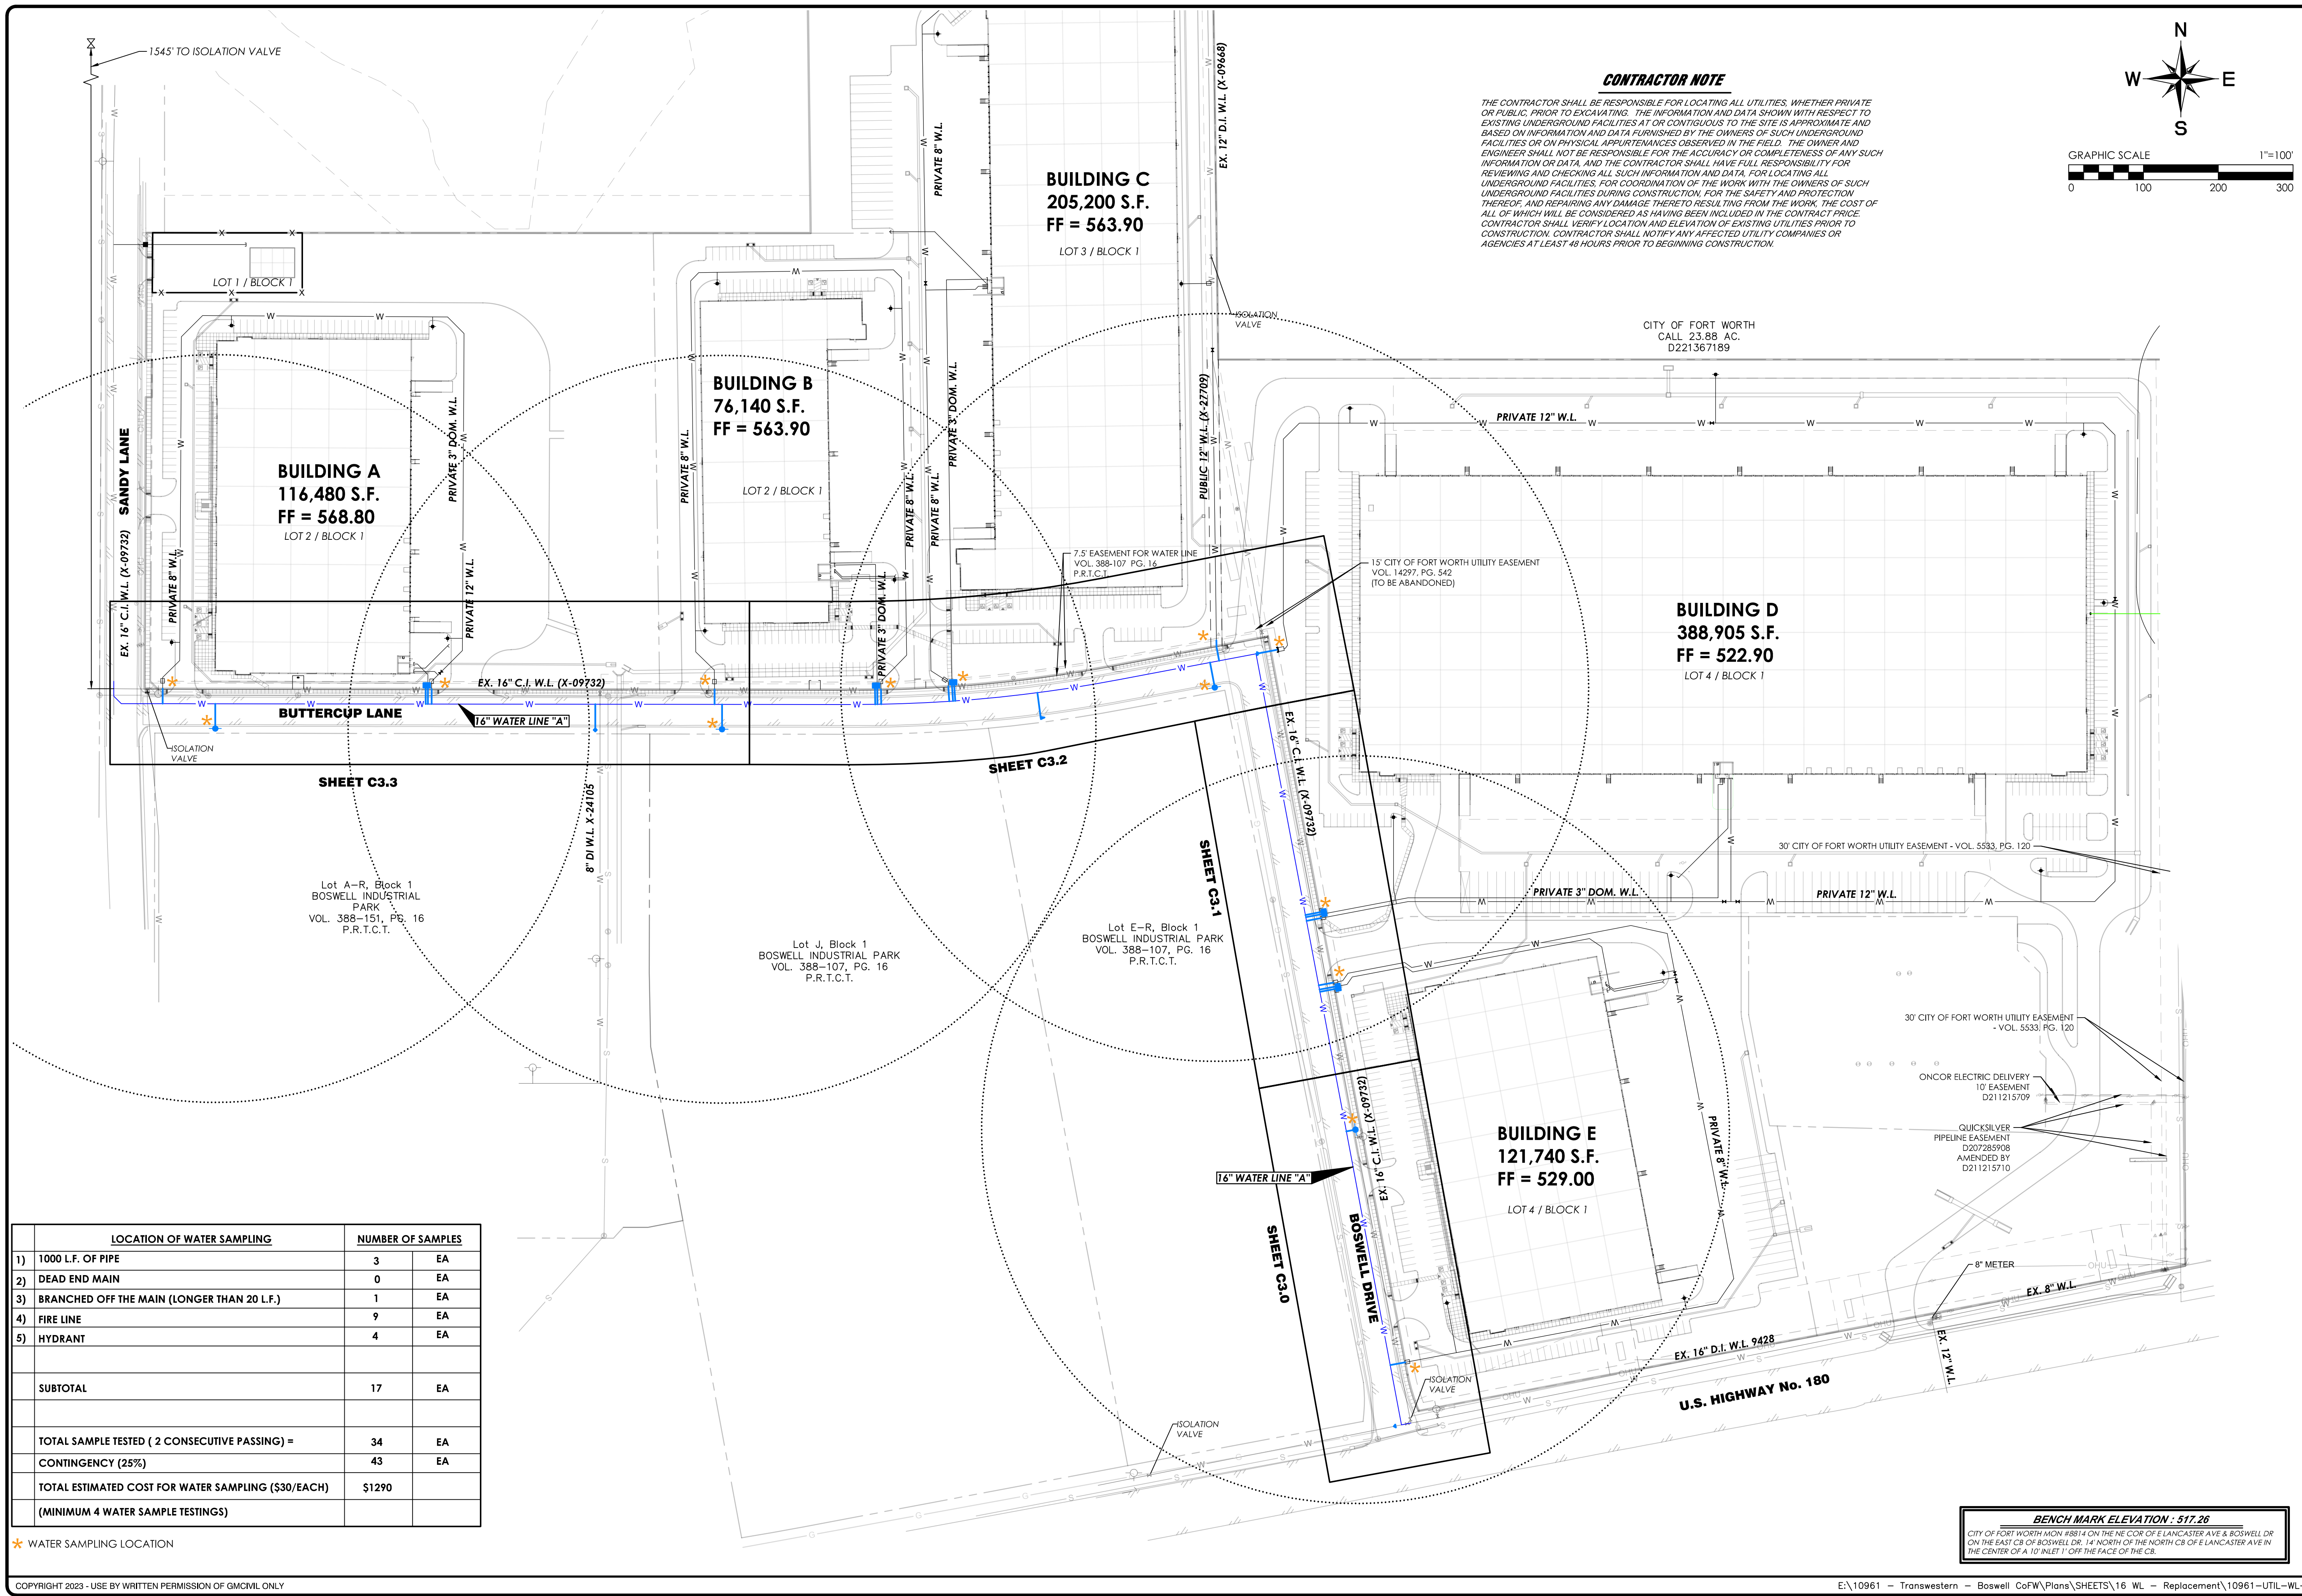 1545' TO ISOLATION VALVE
CONTRACTOR NOTE
THE CONTRACTOR SHALL BE RESPONSIBLE FOR LOCATING ALL UTILITIES, WHETHER PRIVATE
OR PUBLIC, PRIOR TO EXCAVATING. THE INFORMATION AND DATA SHOWN WITH RESPECT TO
EXISTING UNDERGROUND FACILITIES AT OR CONTIGUOUS TO THE SITE IS APPROXIMATE AND
BASED ON INFORMATION AND DATA FURNISHED BY THE OWNERS OF SUCH UNDERGROUND
FACILITIES OR ON PHYSICAL APPURTENANCES OBSERVED IN THE FIELD. THE OWNER AND
ENGINEER SHALL NOT BE RESPONSIBLE FOR THE ACCURACY OR COMPLETENESS OF ANY SUCH
INFORMATION OR DATA, AND THE CONTRACTOR SHALL HAVE FULL RESPONSIBILITY FOR
REVIEWING AND CHECKING ALL SUCH INFORMATION AND DATA, FOR LOCATING ALL
UNDERGROUND FACILITIES, FOR COORDINATION OF THE WORK WITH THE OWNERS OF SUCH
UNDERGROUND FACILITIES DURING CONSTRUCTION, FOR THE SAFETY AND PROTECTION
THEREOF, AND REPAIRING ANY DAMAGE THERETO RESULTING FROM THE WORK, THE COST OF
ALL OF WHICH WILL BE CONSIDERED AS HAVING BEEN INCLUDED IN THE CONTRACT PRICE.
CONTRACTOR SHALL VERIFY LOCATION AND ELEVATION OF EXISTING UTILITIES PRIOR TO
CONSTRUCTION. CONTRACTOR SHALL NOTIFY ANY AFFECTED UTILITY COMPANIES OR
AGENCIES AT LEAST 48 HOURS PRIOR TO BEGINNING CONSTRUCTION.
N
W E
S
GRAPHIC SCALE 1"=100'
0 100 200 300
EX. 12" D.I. W.L. (X-09668)
PRIVATE 8" W.L.
BUILDING C
205,200 S.F.
FF = 563.90
LOT 3 / BLOCK 1
LOT 1 / BLOCK 1
ISOLATION
VALVE
CITY OF FORT WORTH
CALL 23.88 AC.
D221367189
BUILDING B
76,140 S.F.
FF = 563.90
LOT 2 / BLOCK 1
BUILDING A
116,480 S.F.
FF = 568.80
LOT 2 / BLOCK 1
SANDY LANE
EX. 16" C.I. W.L. (X-09732)
PRIVATE 8" W.L.
PRIVATE 3" DOM. W.L.
PRIVATE 12" W.L.
PRIVATE 8" W.L.
PRIVATE 8" W.L.
PRIVATE 8" W.L.
PRIVATE 3" DOM. W.L.
PRIVATE 3" DOM. W.L.
PUBLIC 12" W.L. (X-27709)
PRIVATE 12" W.L.
7.5' EASEMENT FOR WATER LINE
VOL. 388-107 PG. 16
P.R.T.C.T.
15' CITY OF FORT WORTH UTILITY EASEMENT
VOL. 14297, PG. 542
(TO BE ABANDONED)
BUILDING D
388,905 S.F.
FF = 522.90
LOT 4 / BLOCK 1
EX. 16" C.I. W.L. (X-09732)
BUTTERCUP LANE
16" WATER LINE "A"
ISOLATION
VALVE
SHEET C3.3
SHEET C3.2
8" DI W.L. X-24105
EX. 16" C.I. W.L. (X-09732)
SHEET C3.1
30' CITY OF FORT WORTH UTILITY EASEMENT - VOL. 5533, PG. 120
PRIVATE 3" DOM. W.L.
PRIVATE 12" W.L.
Lot A-R, Block 1
BOSWELL INDUSTRIAL
PARK
VOL. 388-151, PG. 16
P.R.T.C.T.
Lot J, Block 1
BOSWELL INDUSTRIAL PARK
VOL. 388-107, PG. 16
P.R.T.C.T.
Lot E-R, Block 1
BOSWELL INDUSTRIAL PARK
VOL. 388-107, PG. 16
P.R.T.C.T.
30' CITY OF FORT WORTH UTILITY EASEMENT
- VOL. 5533, PG. 120
ONCOR ELECTRIC DELIVERY
10' EASEMENT
D211215709
QUICKSILVER
PIPELINE EASEMENT
D207285908
AMENDED BY
D211215710
BUILDING E
121,740 S.F.
FF = 529.00
LOT 4 / BLOCK 1
PRIVATE 8" W.L.
EX. 16" C.I. W.L. (X-09732)
16" WATER LINE "A"
SHEET C3.0
BOSWELL DRIVE
8" METER
EX. 8" W.L.
EX. 12" W.L.
EX. 16" D.I. W.L. 9428
U.S. HIGHWAY No. 180
ISOLATION
VALVE
ISOLATION
VALVE
LOCATION OF WATER SAMPLING NUMBER OF SAMPLES
1) 1000 L.F. OF PIPE 3 EA
2) DEAD END MAIN 0 EA
3) BRANCHED OFF THE MAIN (LONGER THAN 20 L.F.) 1 EA
4) FIRE LINE 9 EA
5) HYDRANT 4 EA
SUBTOTAL 17 EA
TOTAL SAMPLE TESTED ( 2 CONSECUTIVE PASSING) = 34 EA
CONTINGENCY (25%) 43 EA
TOTAL ESTIMATED COST FOR WATER SAMPLING ($30/EACH) $1290
(MINIMUM 4 WATER SAMPLE TESTINGS)
WATER SAMPLING LOCATION
BENCH MARK ELEVATION : 517.26
CITY OF FORT WORTH MON #8814 ON THE NE COR OF E LANCASTER AVE & BOSWELL DR
ON THE EAST CB OF BOSWELL DR. 14' NORTH OF THE NORTH CB OF E LANCASTER AVE IN
THE CENTER OF A 10' INLET 1' OFF THE FACE OF THE CB.
COPYRIGHT 2023 - USE BY WRITTEN PERMISSION OF GMCIVIL ONLY
E:\10961 - Transwestern - Boswell CoFW\Plans\SHEETS\16 WL - Replacement\10961-UTIL-WL-